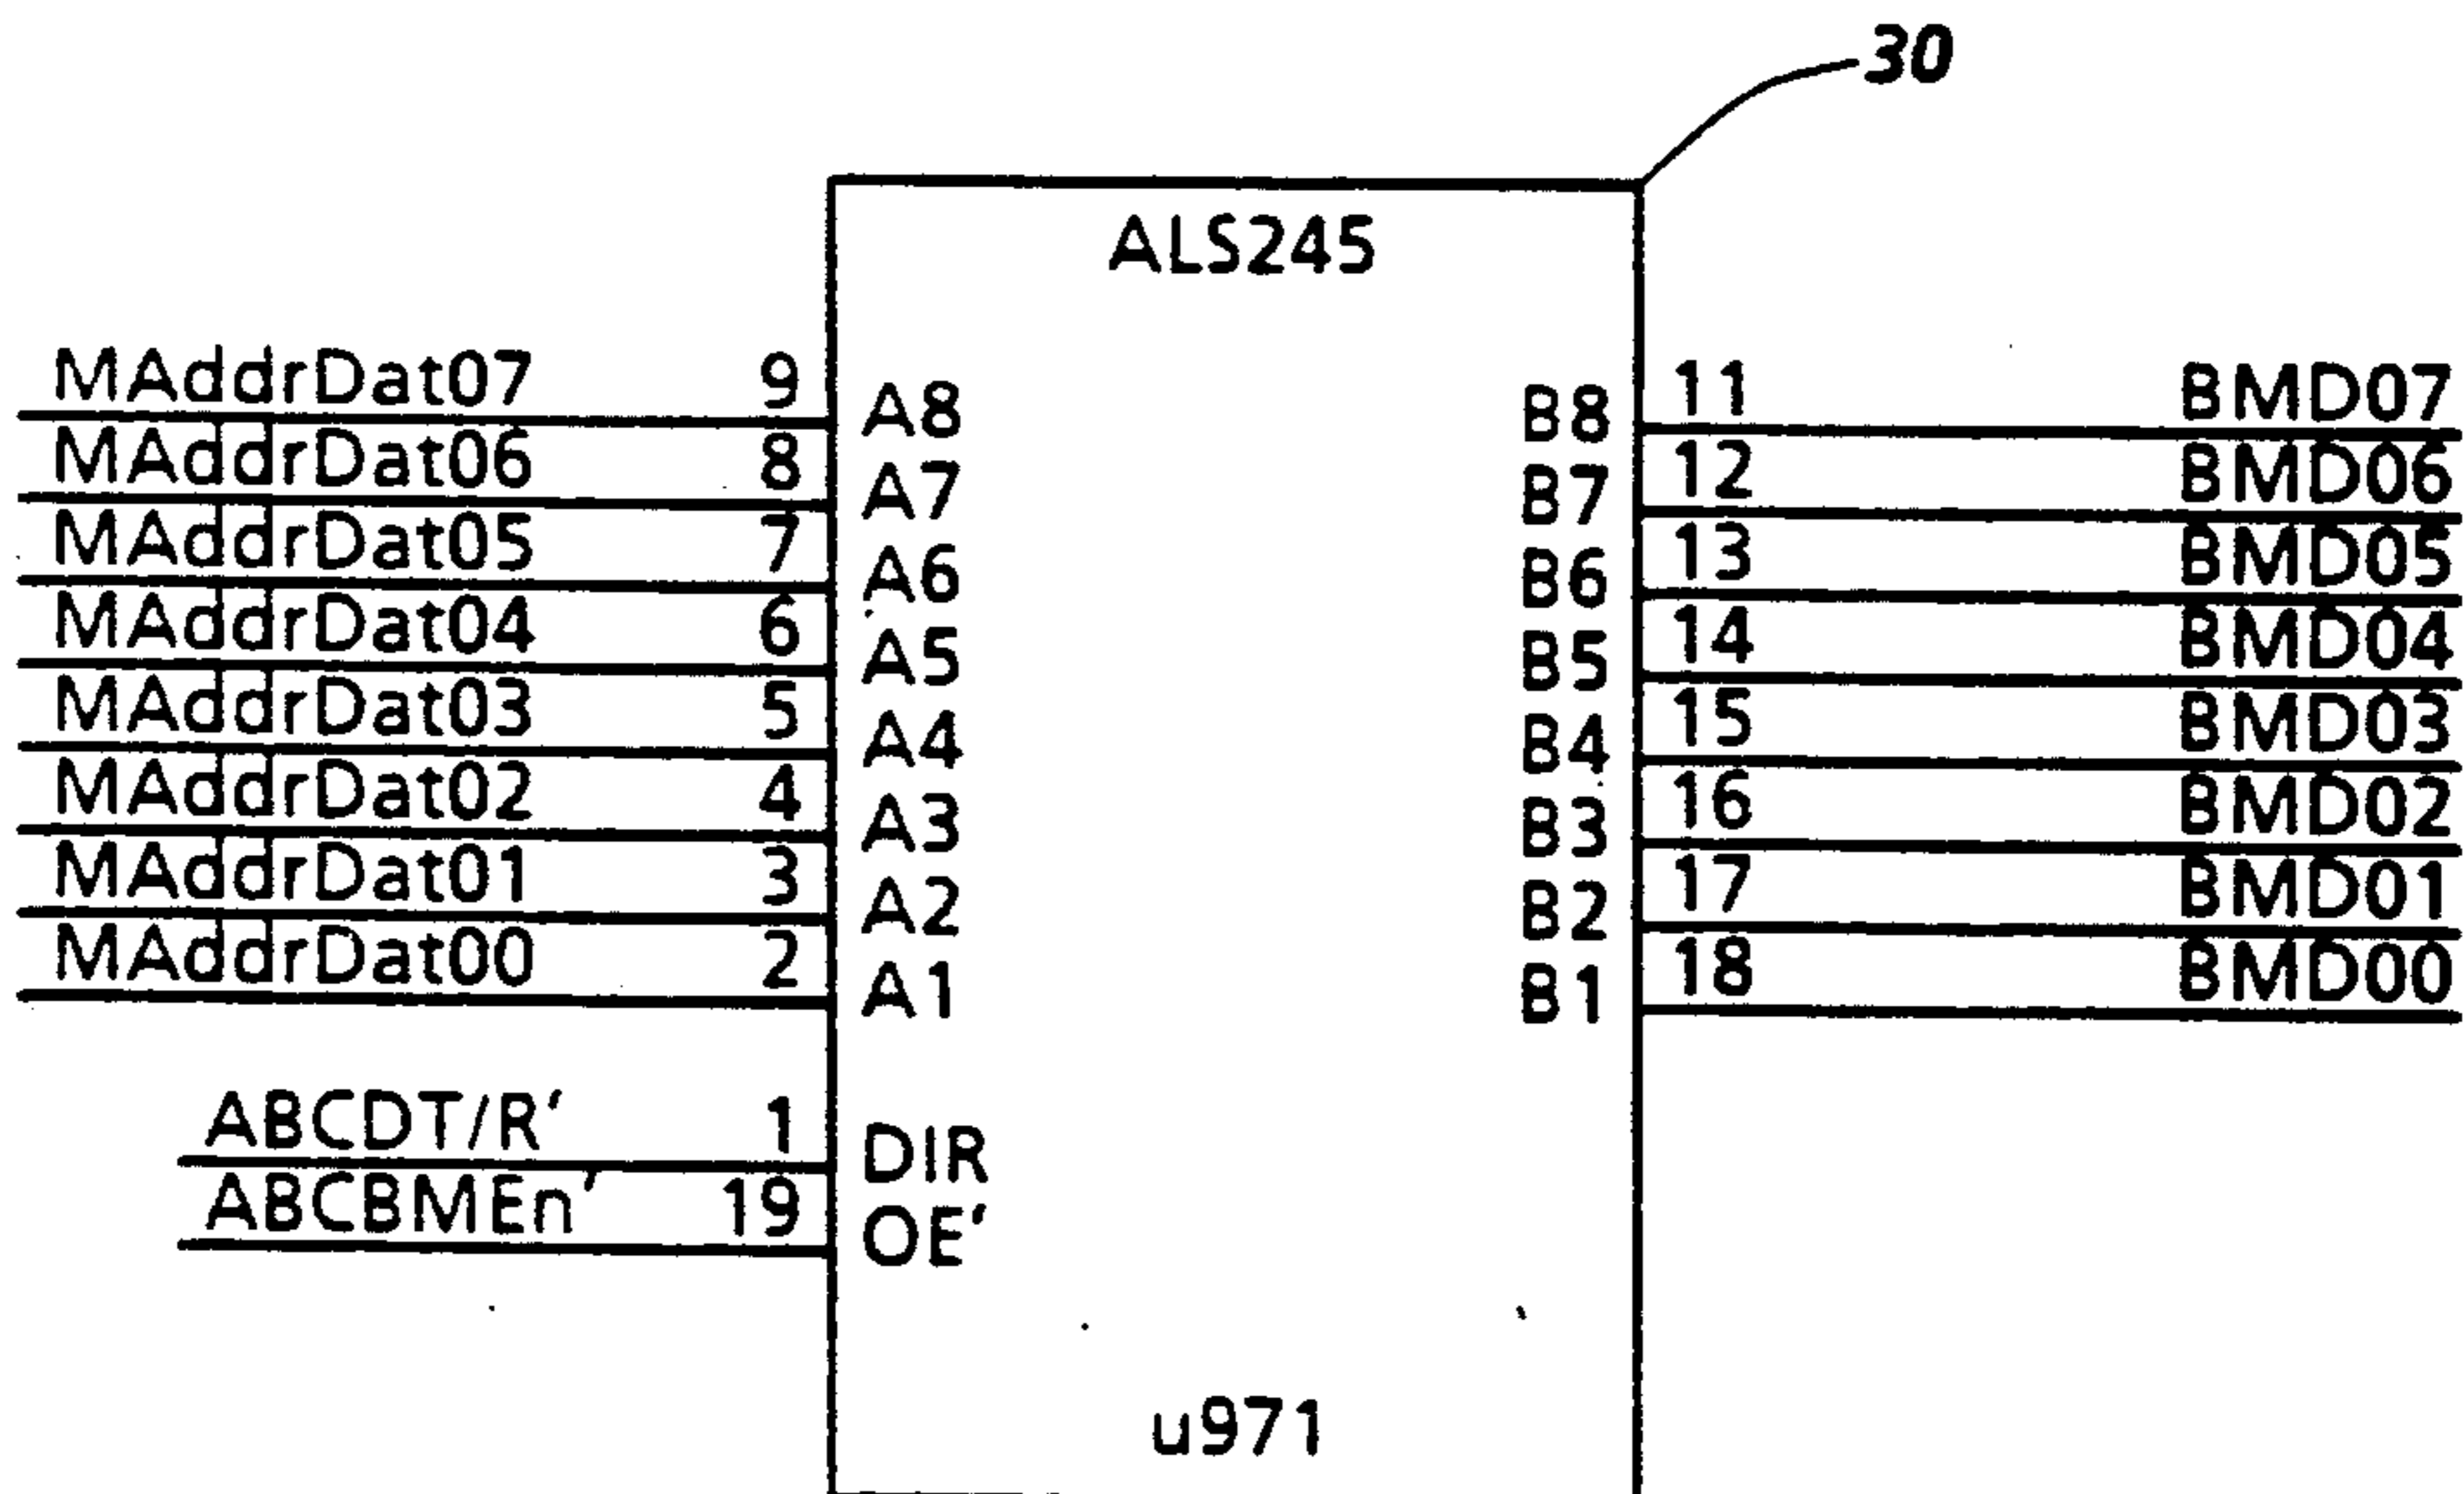 30
ALS245
MAddrDat07 9 A8 B8 11 BMD07
MAddrDat06 8 A7 B7 12 BMD06
MAddrDat05 7 A6 B6 13 BMD05
MAddrDat04 6 A5 B5 14 BMD04
MAddrDat03 5 A4 B4 15 BMD03
MAddrDat02 4 A3 B3 16 BMD02
MAddrDat01 3 A2 B2 17 BMD01
MAddrDat00 2 A1 B1 18 BMD00
ABCDT/R' 1 DIR
ABCBMEn' 19 OE'
u971